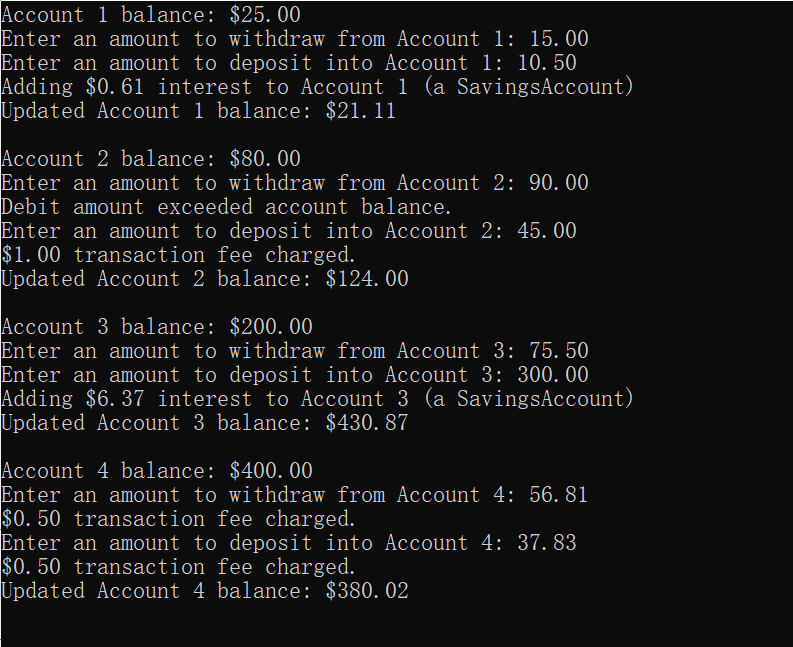 Account 1 balance: $25.00
Enter an amount to withdraw from Account 1: 15.00
Enter an amount to deposit into Account 1: 10.50
Adding $0.61 interest to Account 1 (a SavingsAccount)
Updated Account 1 balance: $21.11

Account 2 balance: $80.00
Enter an amount to withdraw from Account 2: 90.00
Debit amount exceeded account balance.
Enter an amount to deposit into Account 2: 45.00
$1.00 transaction fee charged.
Updated Account 2 balance: $124.00

Account 3 balance: $200.00
Enter an amount to withdraw from Account 3: 75.50
Enter an amount to deposit into Account 3: 300.00
Adding $6.37 interest to Account 3 (a SavingsAccount)
Updated Account 3 balance: $430.87

Account 4 balance: $400.00
Enter an amount to withdraw from Account 4: 56.81
$0.50 transaction fee charged.
Enter an amount to deposit into Account 4: 37.83
$0.50 transaction fee charged.
Updated Account 4 balance: $380.02